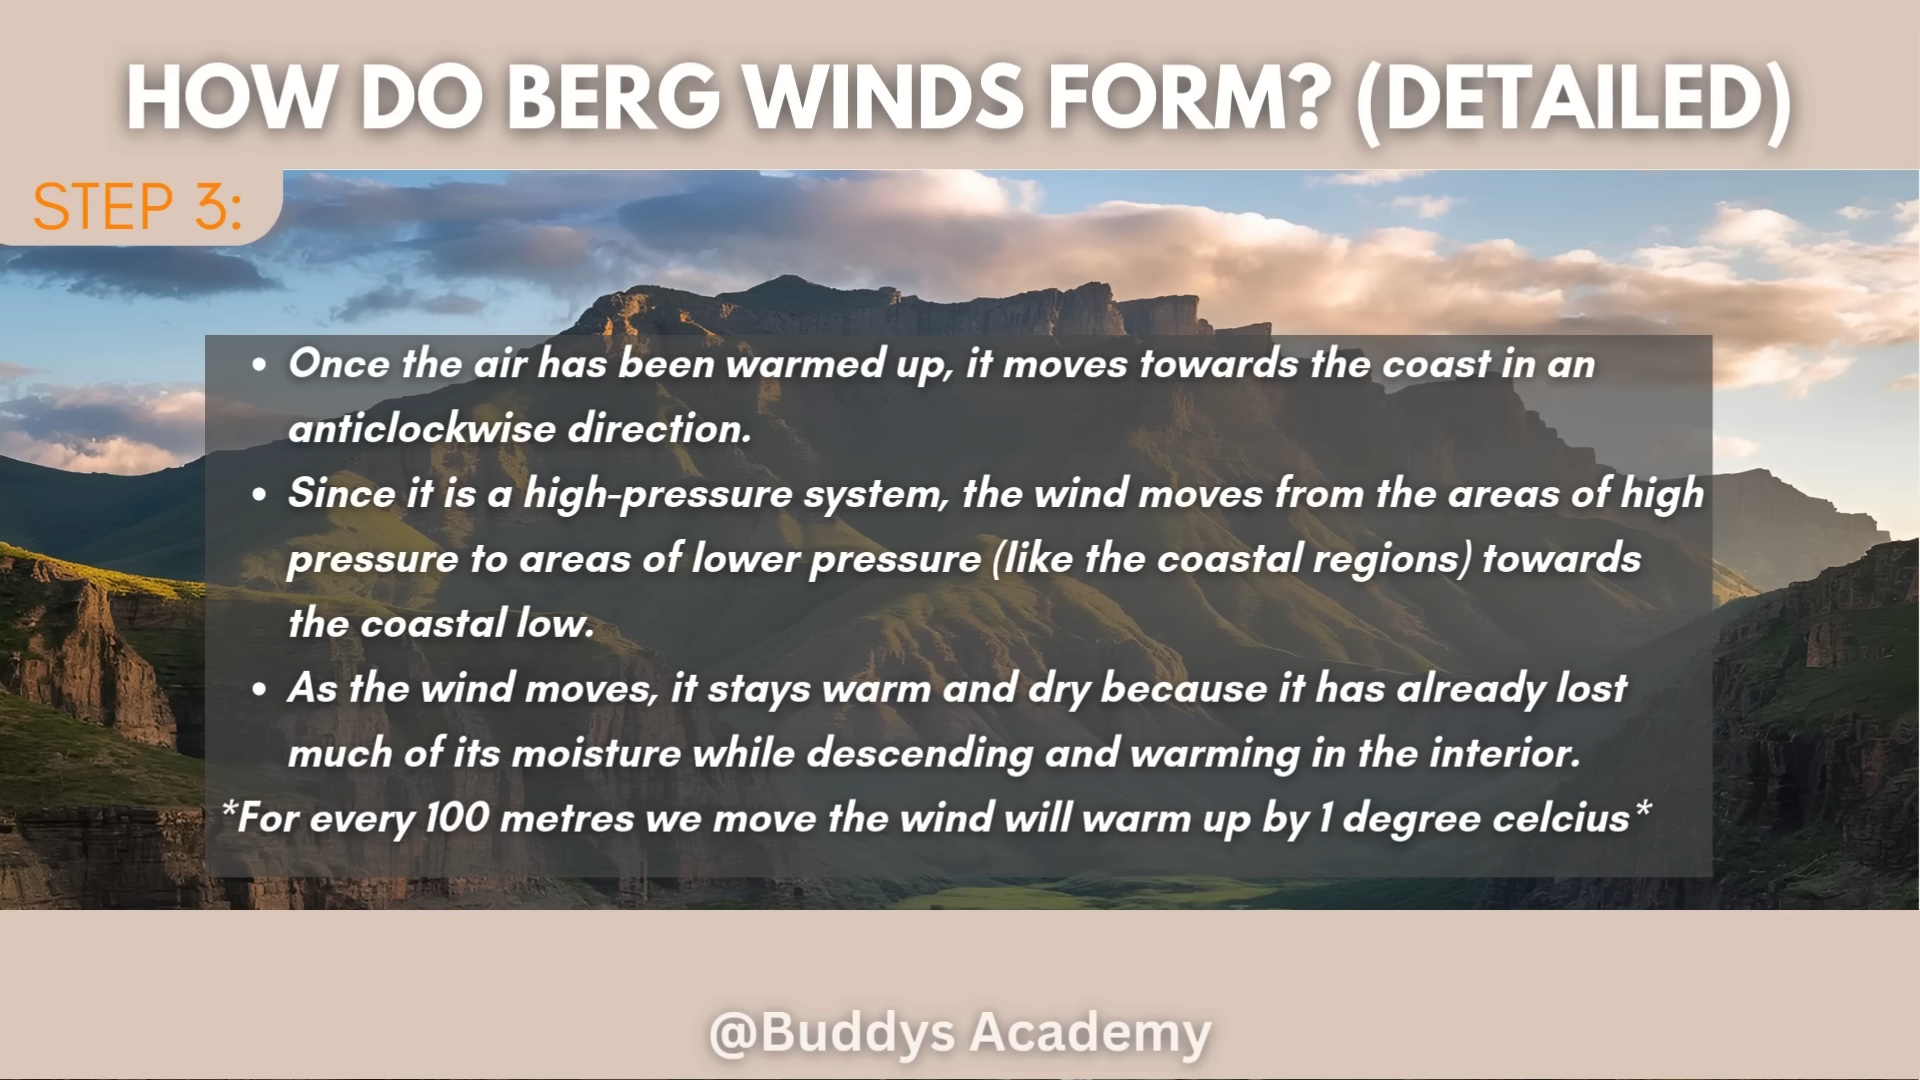 HOW DO BERG WINDS FORM? (DETAILED)
STEP 3:
• Once the air has been warmed up, it moves towards the coast in an
anticlockwise direction.
• Since it is a high-pressure system, the wind moves from the areas of high
pressure to areas of lower pressure (like the coastal regions) towards
the coastal low.
• As the wind moves, it stays warm and dry because it has already lost
much of its moisture while descending and warming in the interior.
*For every 100 metres we move the wind will warm up by 1 degree celcius*
@Buddys Academy